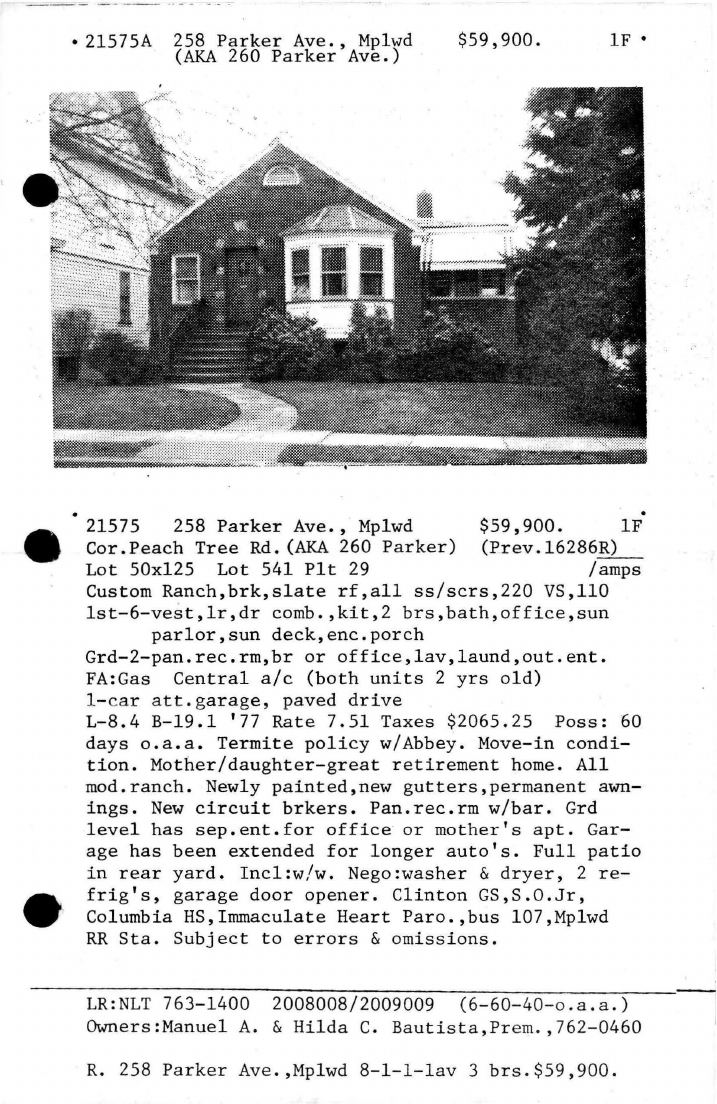 21575A 258 Parker Ave., Mplwd $59,900. 1F
(AKA 260 Parker Ave.)
21575 258 Parker Ave., Mplwd $59,900. 1F
Cor.Peach Tree Rd.(AKA 260 Parker) (Prev.16286R)
Lot 50x125 Lot 541 Plt 29 /amps
Custom Ranch,brk,slate rf,all ss/scrs,220 VS,110
1st-6-vest,lr,dr comb.,kit,2 brs,bath,office,sun
parlor,sun deck,enc.porch
Grd-2-pan.rec.rm,br or office,lav,laund,out.ent.
FA:Gas Central a/c (both units 2 yrs old)
1-car att.garage, paved drive
L-8.4 B-19.1 '77 Rate 7.51 Taxes $2065.25 Poss: 60
days o.a.a. Termite policy w/Abbey. Move-in condi-
tion. Mother/daughter-great retirement home. All
mod.ranch. Newly painted,new gutters,permanent awn-
ings. New circuit brkers. Pan.rec.rm w/bar. Grd
level has sep.ent.for office or mother's apt. Gar-
age has been extended for longer auto's. Full patio
in rear yard. Incl:w/w. Nego:washer & dryer, 2 re-
frig's, garage door opener. Clinton GS,S.O.Jr,
Columbia HS,Immaculate Heart Paro.,bus 107,Mplwd
RR Sta. Subject to errors & omissions.
LR:NLT 763-1400 2008008/2009009 (6-60-40-o.a.a.)
Owners:Manuel A. & Hilda C. Bautista,Prem.,762-0460
R. 258 Parker Ave.,Mplwd 8-1-1-lav 3 brs.$59,900.